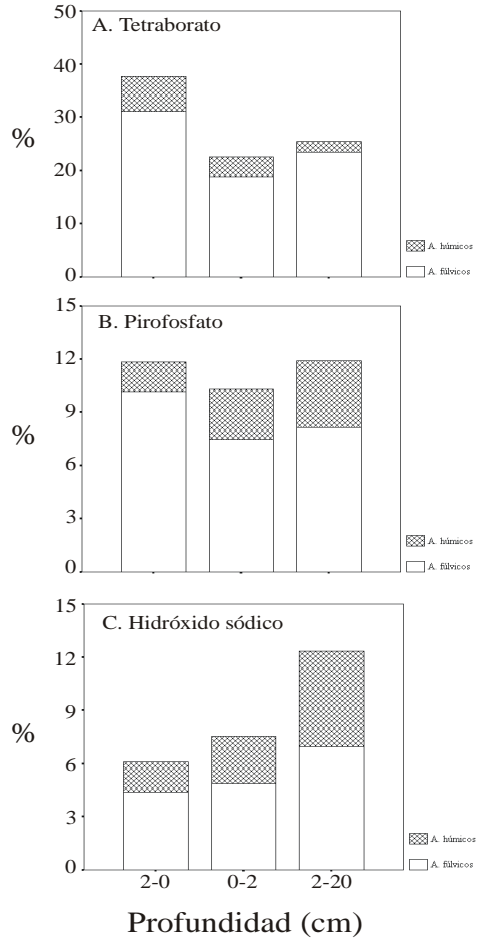 A. Tetraborato
50
40
30
20
10
0
%
A. húmicos
A. fúlvicos
B. Pirofosfato
15
12
9
6
3
0
%
A. húmicos
A. fúlvicos
C. Hidróxido sódico
15
12
9
6
3
0
%
A. húmicos
A. fúlvicos
2-0 0-2 2-20
Profundidad (cm)